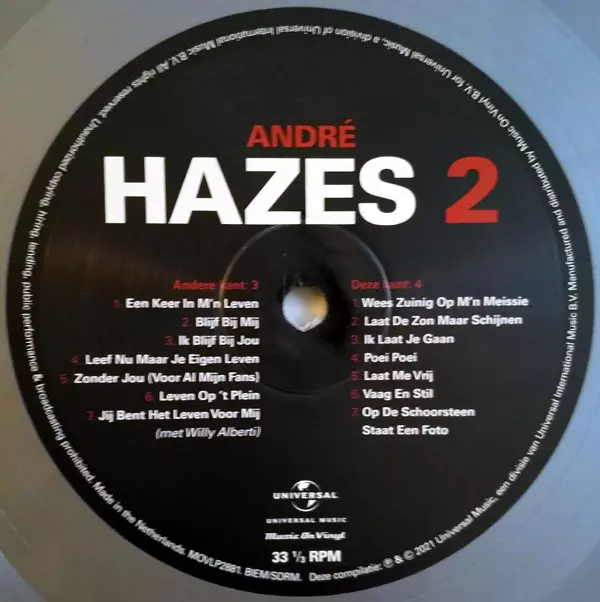 ANDRÉ
HAZES 2
Andere kant: 3
1. Een Keer In M'n Leven
2. Blijf Bij Mij
3. Ik Blijf Bij Jou
4. Leef Nu Maar Je Eigen Leven
5. Zonder Jou (Voor Al Mijn Fans)
6. Leven Op 't Plein
7. Jij Bent Het Leven Voor Mij
(met Willy Alberti)
Deze kant: 4
1. Wees Zuinig Op M'n Meissie
2. Laat De Zon Maar Schijnen
3. Ik Laat Je Gaan
4. Poei Poei
5. Laat Me Vrij
6. Vaag En Stil
7. Op De Schoorsteen
Staat Een Foto
UNIVERSAL
UNIVERSAL MUSIC
Music On Vinyl
33 ⅓ RPM
Deze compilatie: ℗ & © 2021 Universal Music, een divisie van Universal International Music B.V. Manufactured and distributed by Music On Vinyl B.V. for Universal Music, a division of Universal International Music B.V. All rights reserved. Unauthorized copying, hiring, lending, public performance & broadcasting prohibited. Made in the Netherlands. MOVLP2881. BIEM/SDRM.